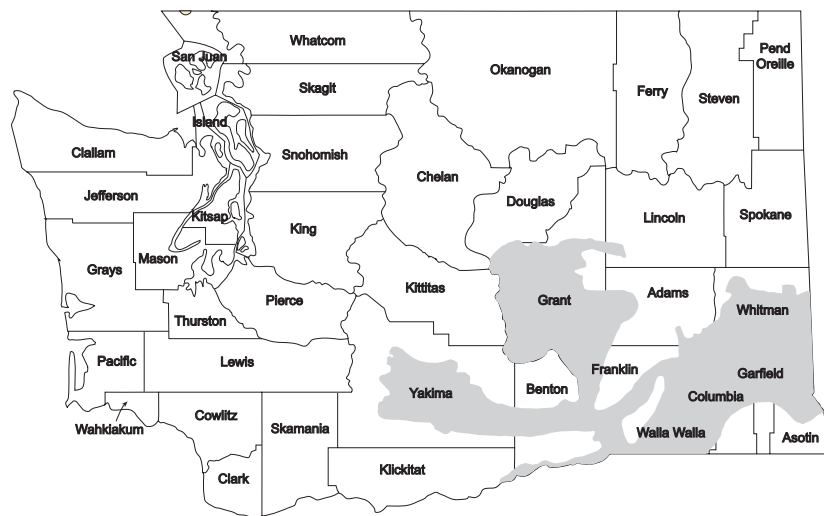 Whatcom
San Juan
Skagit
Okanogan
Ferry
Steven
Pend
Oreille
Island
Clallam
Snohomish
Chelan
Jefferson
Kitsap
Douglas
Lincoln
Spokane
King
Mason
Grays
Kittitas
Grant
Adams
Whitman
Pierce
Thurston
Pacific
Lewis
Yakima
Benton
Franklin
Garfield
Columbia
Wahkiakum
Cowlitz
Skamania
Walla Walla
Asotin
Clark
Klickitat